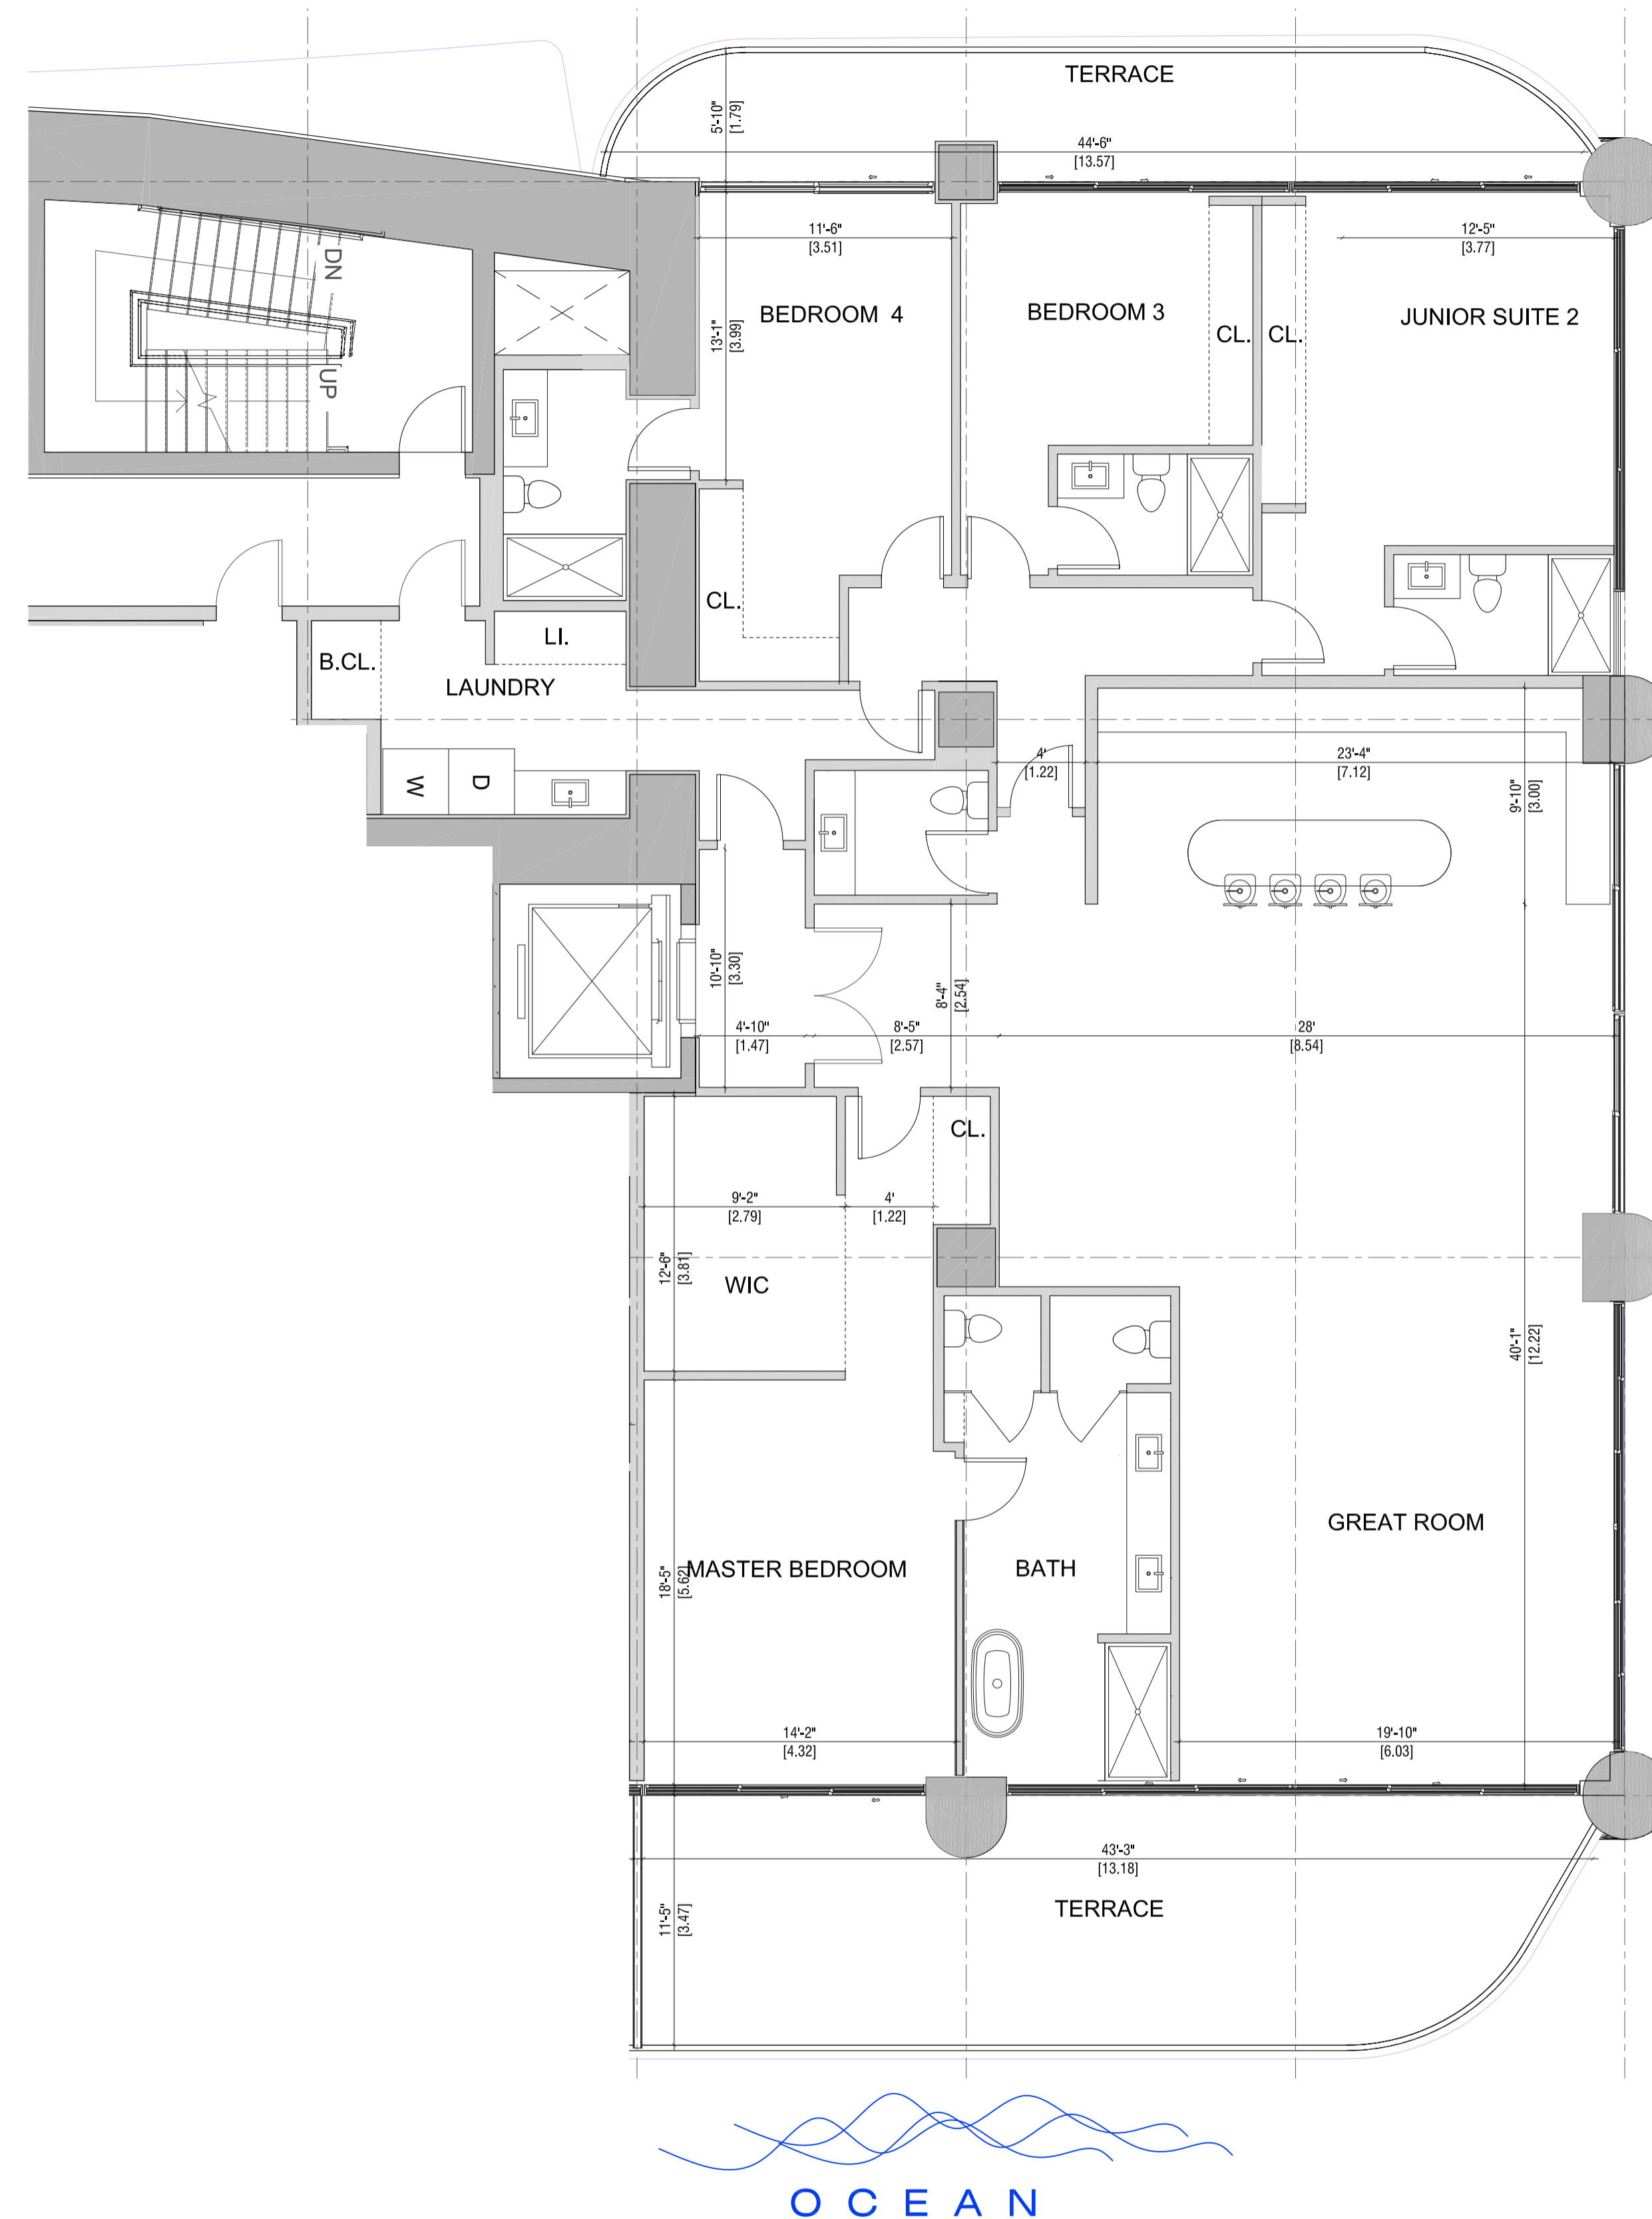 TERRACE
5'-10"
[1.79]
44'-6"
[13.57]
11'-6"
[3.51]
12'-5"
[3.77]
DN
UP
BEDROOM 4
BEDROOM 3
JUNIOR SUITE 2
13'-1"
[3.99]
CL.
CL.
CL.
LI.
B.CL.
LAUNDRY
W
D
4'
[1.22]
23'-4"
[7.12]
9'-10"
[3.00]
10'-10"
[3.30]
8'-4"
[2.54]
4'-10"
[1.47]
8'-5"
[2.57]
28'
[8.54]
CL.
9'-2"
[2.79]
4'
[1.22]
12'-6"
[3.81]
WIC
40'-1"
[12.22]
GREAT ROOM
18'-5"
[5.62]
MASTER BEDROOM
BATH
14'-2"
[4.32]
19'-10"
[6.03]
43'-3"
[13.18]
TERRACE
11'-5"
[3.47]
OCEAN